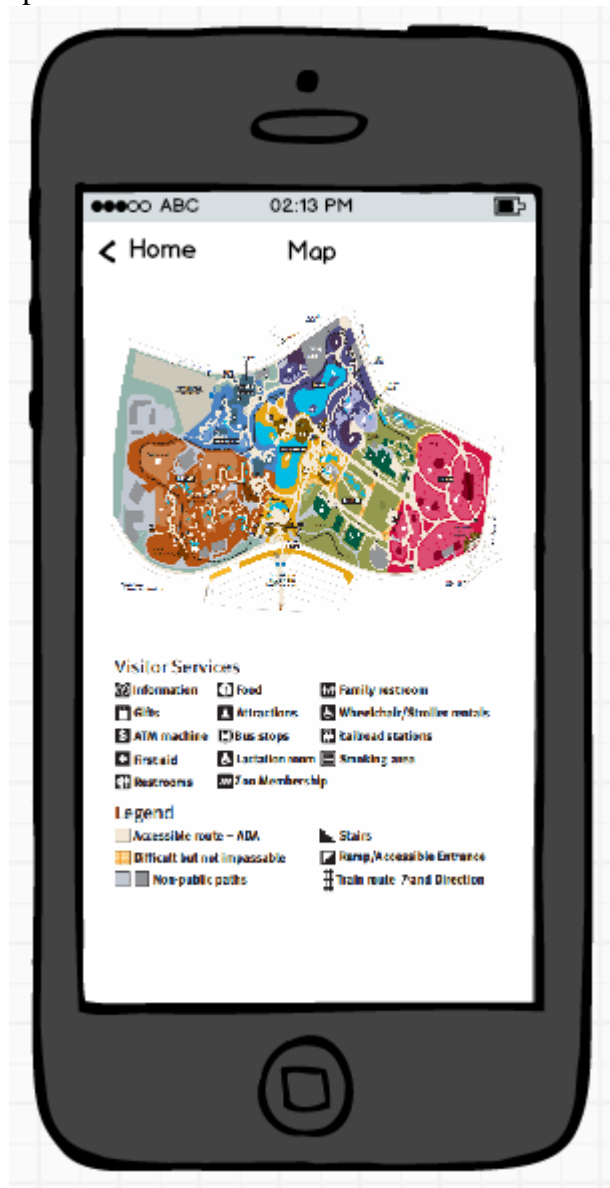 ABC 02:13 PM
Home Map
Visitor Services
Information Food Family restroom
Gifts Attractions Wheelchair/Stroller rentals
ATM machine Bus stops Railroad stations
First aid Lactation room Smoking area
Restrooms Zoo Membership
Legend
Accessible route – ADA Stairs
Difficult but not impassable Ramp/Accessible Entrance
Non-public paths Train route and Direction